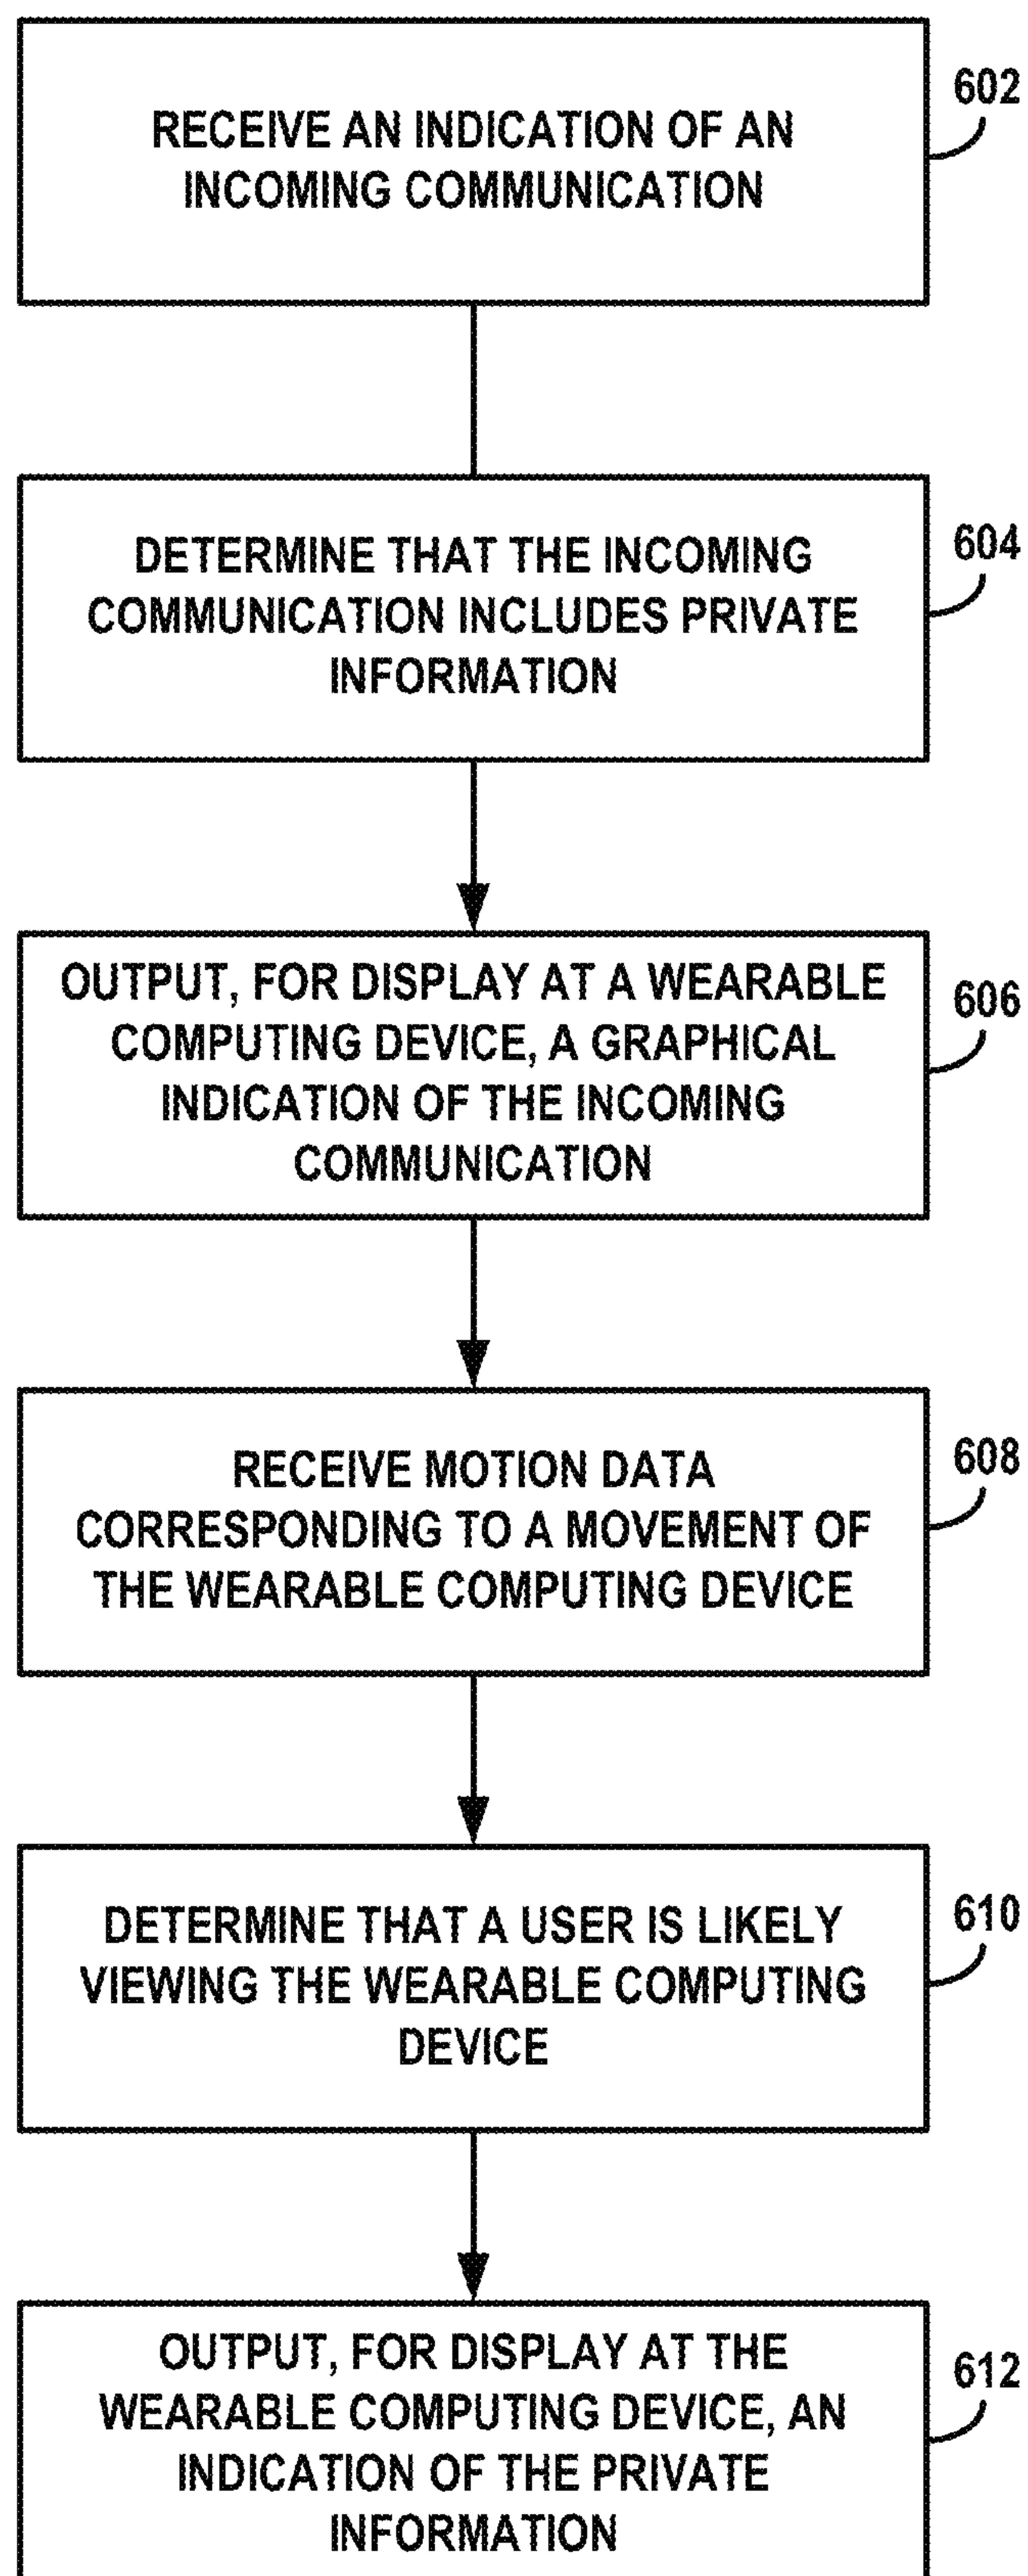 RECEIVE AN INDICATION OF AN
INCOMING COMMUNICATION
602
DETERMINE THAT THE INCOMING
COMMUNICATION INCLUDES PRIVATE
INFORMATION
604
OUTPUT, FOR DISPLAY AT A WEARABLE
COMPUTING DEVICE, A GRAPHICAL
INDICATION OF THE INCOMING
COMMUNICATION
606
RECEIVE MOTION DATA
CORRESPONDING TO A MOVEMENT OF
THE WEARABLE COMPUTING DEVICE
608
DETERMINE THAT A USER IS LIKELY
VIEWING THE WEARABLE COMPUTING
DEVICE
610
OUTPUT, FOR DISPLAY AT THE
WEARABLE COMPUTING DEVICE, AN
INDICATION OF THE PRIVATE
INFORMATION
612